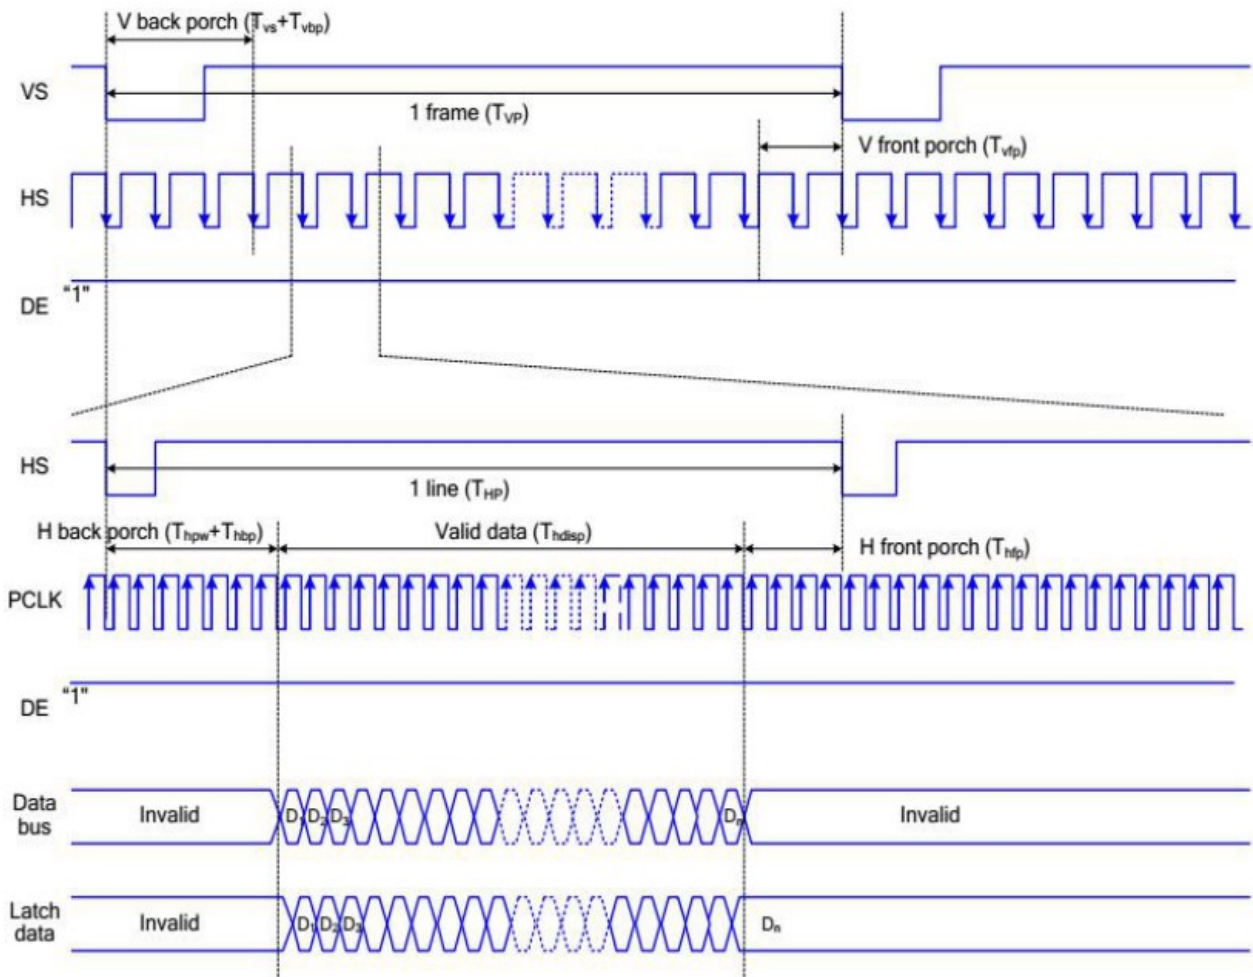 V back porch (Tvs+Tvbp)
VS
1 frame (TVP)
V front porch (Tvfp)
HS
DE "1"
HS
1 line (THP)
H back porch (Thpw+Thbp)
Valid data (Thdisp)
H front porch (Thfp)
PCLK
DE "1"
Data
bus
Invalid
D1 D2 D3
Dn
Invalid
Latch
data
Invalid
D1 D2 D3
Dn